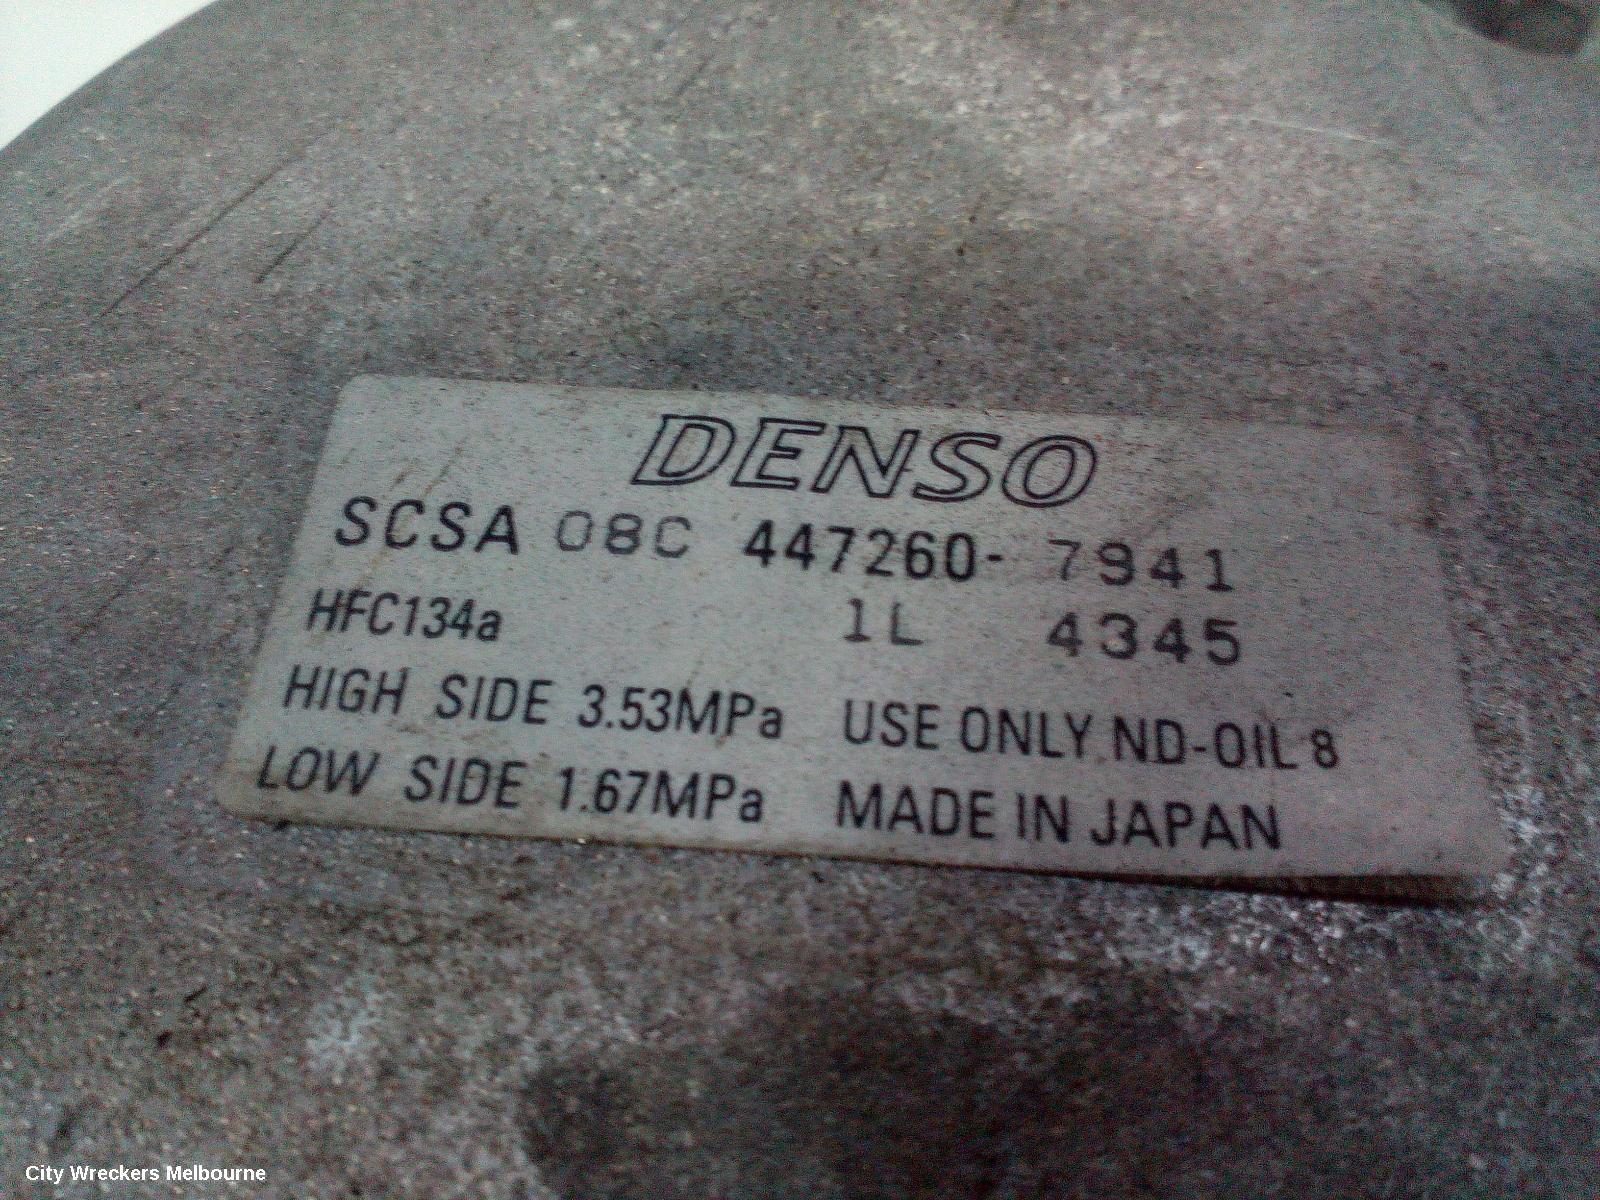 DENSO
SCSA 08C 447260- 7941
HFC134a 1L 4345
HIGH SIDE 3.53MPa USE ONLY ND-OIL 8
LOW SIDE 1.67MPa MADE IN JAPAN
City Wreckers Melbourne